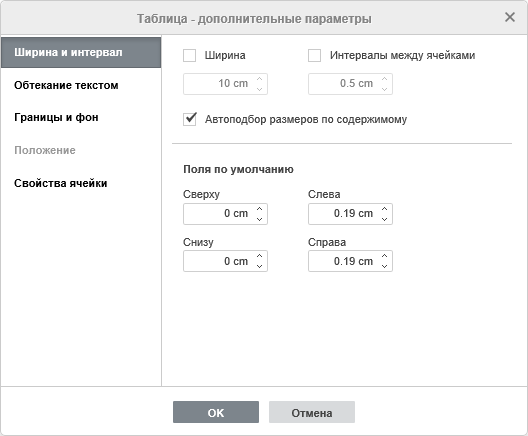 Таблица - дополнительные параметры
Ширина и интервал
Обтекание текстом
Границы и фон
Положение
Свойства ячейки
Ширина Интервалы между ячейками
10 cm 0.5 cm
Автоподбор размеров по содержимому
Поля по умолчанию
Сверху Слева
0 cm 0.19 cm
Снизу Справа
0 cm 0.19 cm
OK Отмена